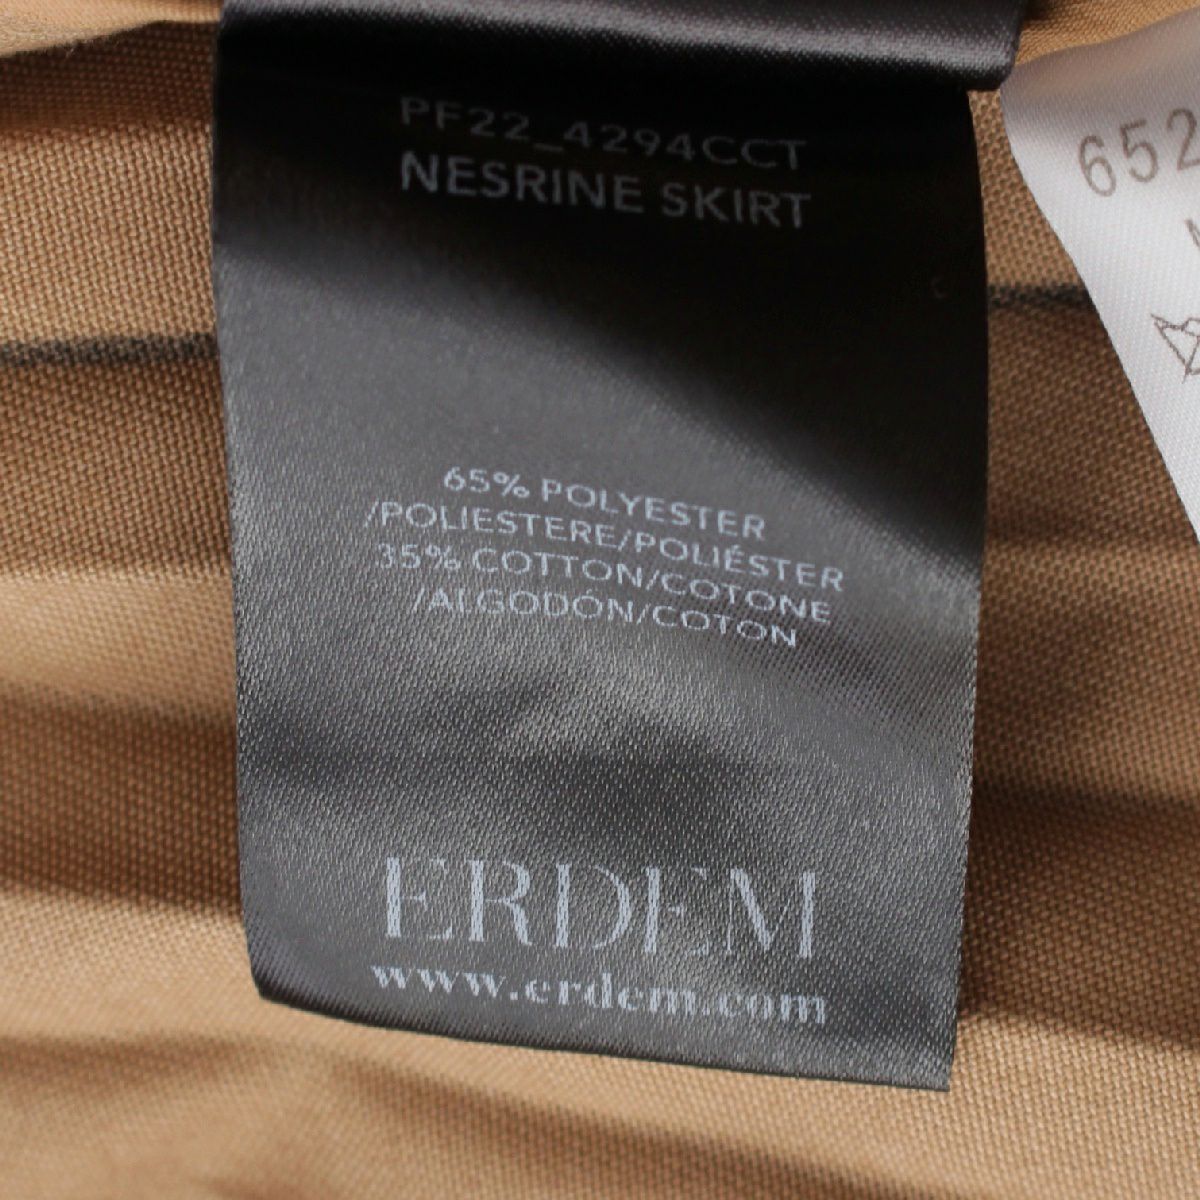 PF22_4294CCT
NESRINE SKIRT
65% POLYESTER
/POLIESTERE/POLIÉSTER
35% COTTON/COTONE
/ALGODÓN/COTON
ERDEM
www.erdem.com
652